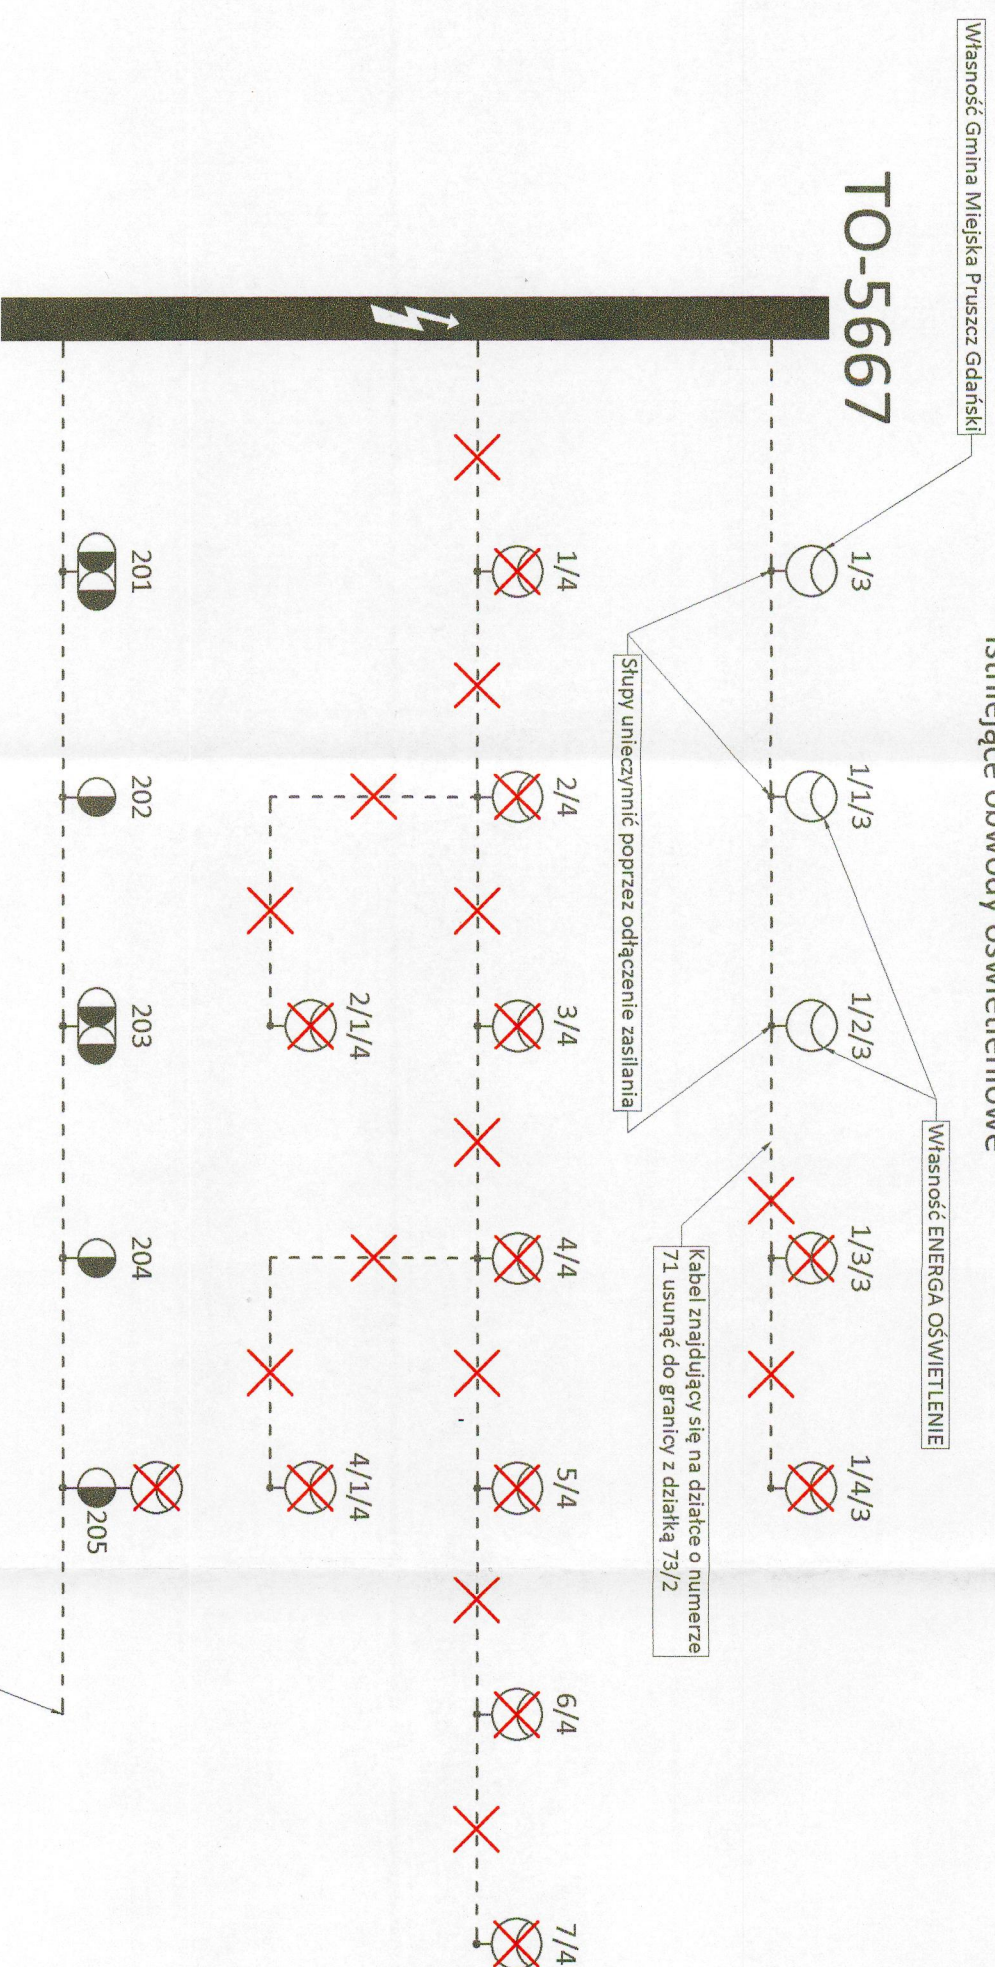 istniejące obwody oświetleniowe
Własność Gmina Miejska Pruszcz Gdański
TO-5667
Własność ENERGA OŚWIETLENIE
1/3
1/1/3
1/2/3
1/3/3
1/4/3
Kabel znajdujący się na działce o numerze
71 usunąć do granicy z działką 73/2
Słupy unieczynnić poprzez odłączenie zasilania
1/4
2/4
3/4
4/4
5/4
6/4
7/4
2/1/4
4/1/4
201
202
203
204
205